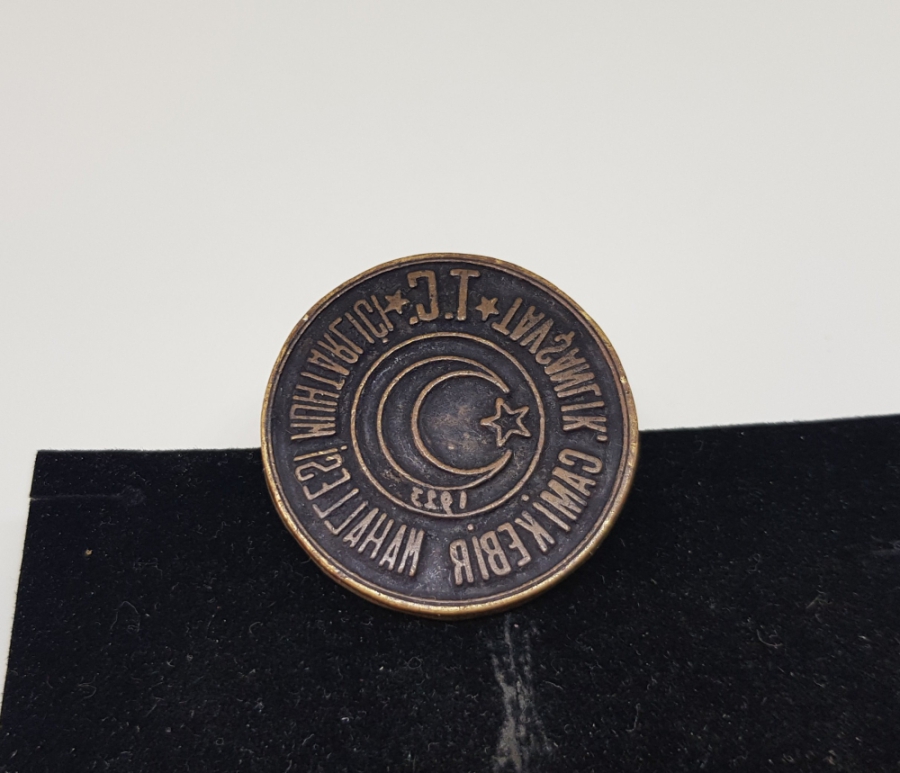 T.C.
TAVŞANLI K' CAMİ KEBİR MAHALLESİ MUHTARLIĞI
1923